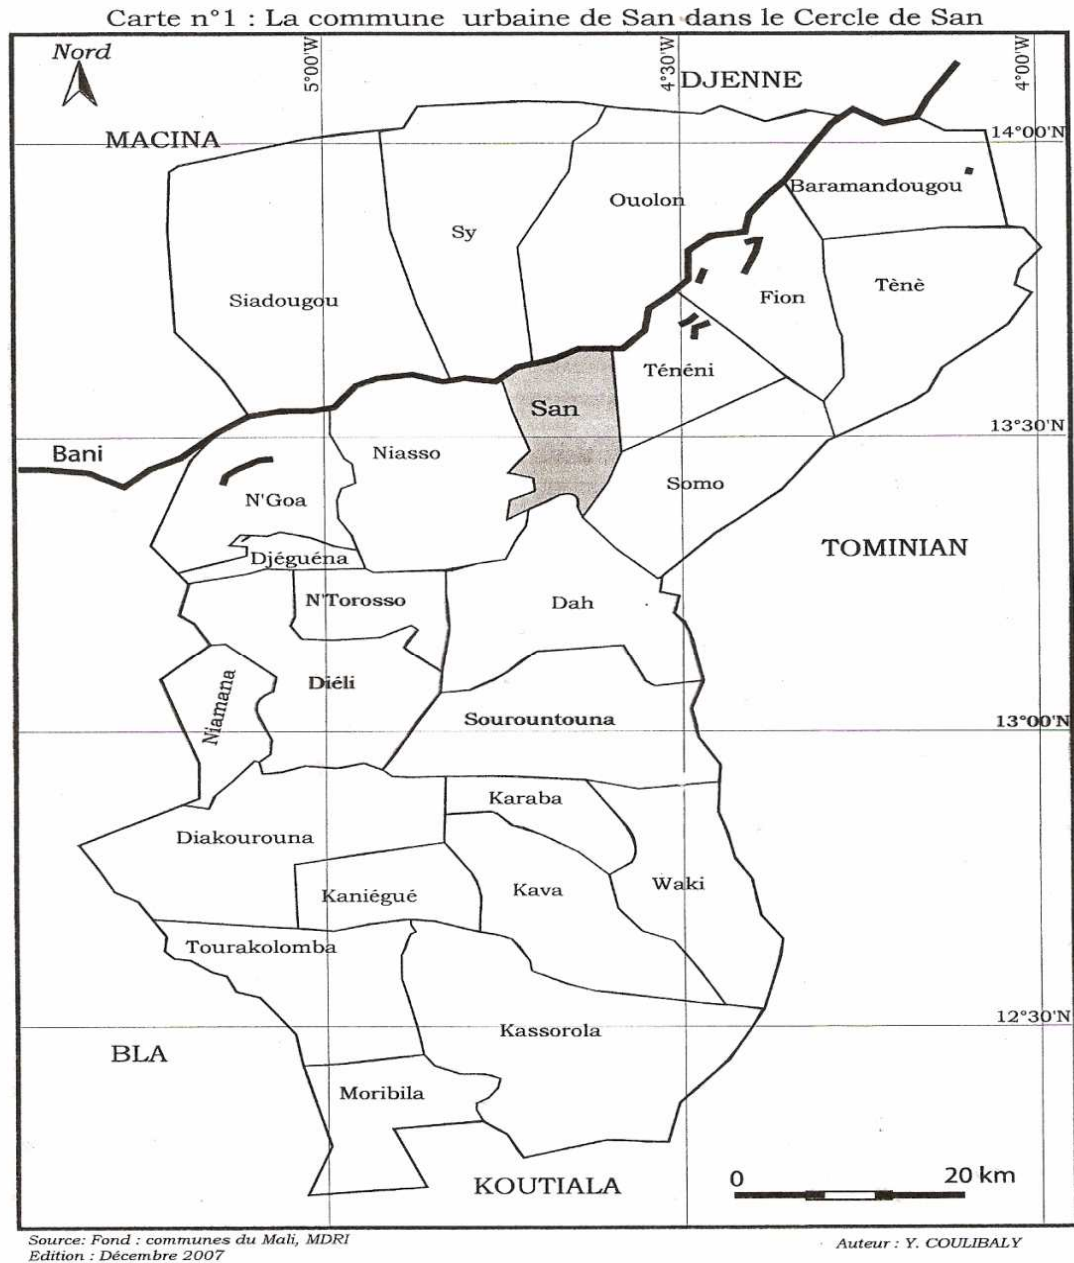 Carte n°1 : La commune urbaine de San dans le Cercle de San
Nord
5°00'W
4°30'W
4°00'W
DJENNE
MACINA
14°00'N
Baramandougou
Ouolon
Sy
Tènè
Fion
Siadougou
Ténéni
San
13°30'N
Bani
Niasso
Somo
N'Goa
TOMINIAN
Djéguéna
N'Torosso
Dah
Diéli
Niamana
Sourountouna
13°00'N
Karaba
Diakourouna
Waki
Kaniégué
Kava
Tourakolomba
12°30'N
Kassorola
BLA
Moribila
KOUTIALA
0
20 km
Source: Fond : communes du Mali, MDRI
Edition : Décembre 2007
Auteur : Y. COULIBALY